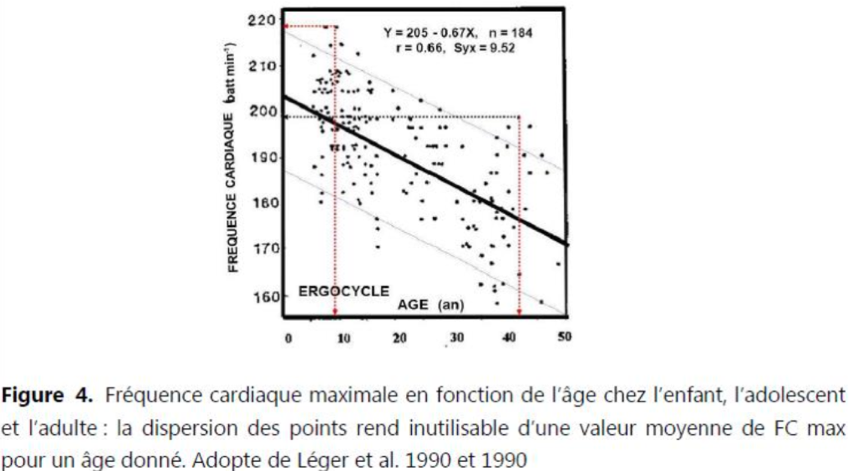 220
210
200
190
180
170
160
FREQUENCE CARDIAQUE (batt min⁻¹)
Y = 205 - 0.67X, n = 184
r = 0.66, Syx = 9.52
ERGOCYCLE
AGE (an)
0 10 20 30 40 50
Figure 4. Fréquence cardiaque maximale en fonction de l'âge chez l'enfant, l'adolescent
et l'adulte : la dispersion des points rend inutilisable d'une valeur moyenne de FC max
pour un âge donné. Adopte de Léger et al. 1990 et 1990